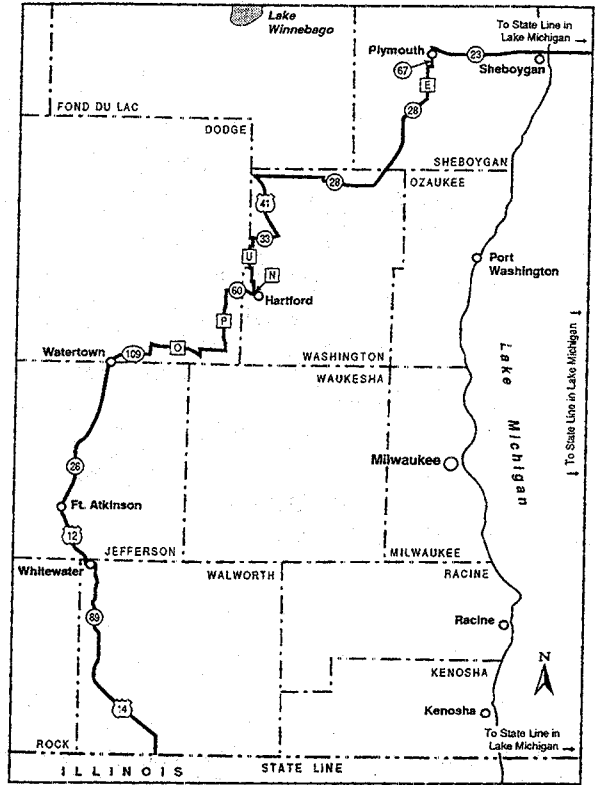 Lake
Winnebago
To State Line in
Lake Michigan →
Plymouth
23
67
Sheboygan
E
FOND DU LAC
28
DODGE
SHEBOYGAN
28
OZAUKEE
41
33
U
N
Port
Washington
60
Hartford
P
Watertown
109
O
WASHINGTON
WAUKESHA
Lake Michigan
← To State Line in Lake Michigan →
Milwaukee
26
Ft. Atkinson
12
JEFFERSON
MILWAUKEE
Whitewater
WALWORTH
RACINE
89
Racine
N
KENOSHA
14
Kenosha
To State Line in
Lake Michigan →
ROCK
ILLINOIS
STATE LINE